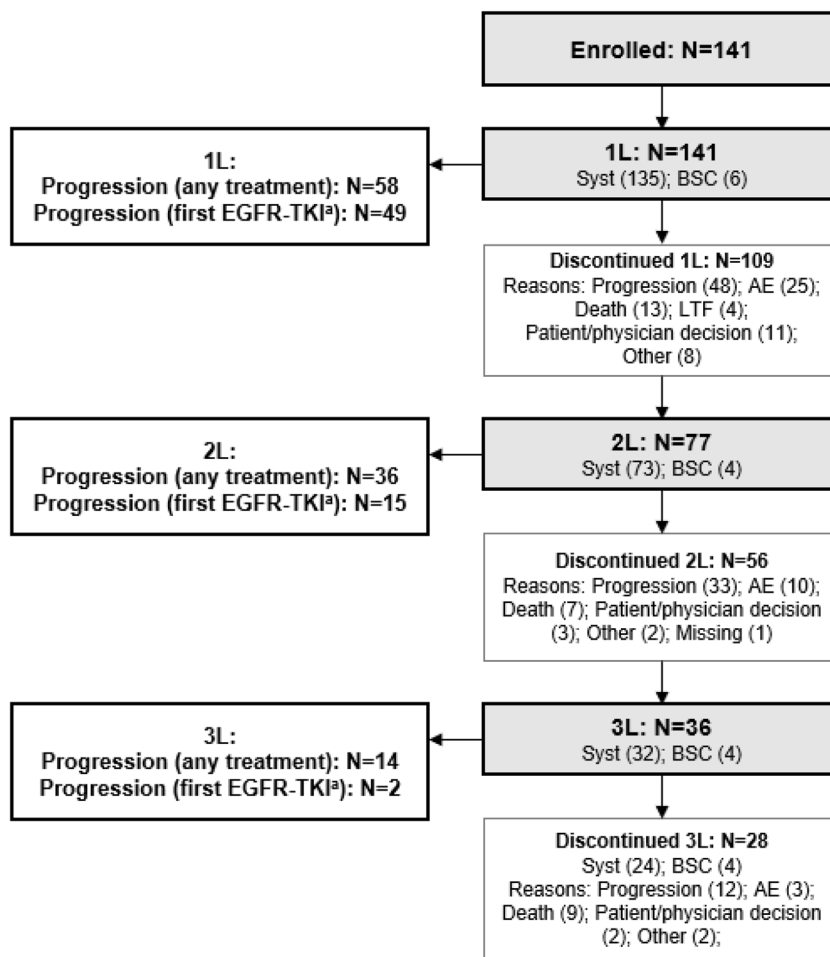 Enrolled: N=141
1L: N=141
Syst (135); BSC (6)
1L:
Progression (any treatment): N=58
Progression (first EGFR-TKIª): N=49
Discontinued 1L: N=109
Reasons: Progression (48); AE (25);
Death (13); LTF (4);
Patient/physician decision (11);
Other (8)
2L: N=77
Syst (73); BSC (4)
2L:
Progression (any treatment): N=36
Progression (first EGFR-TKIª): N=15
Discontinued 2L: N=56
Reasons: Progression (33); AE (10);
Death (7); Patient/physician decision
(3); Other (2); Missing (1)
3L: N=36
Syst (32); BSC (4)
3L:
Progression (any treatment): N=14
Progression (first EGFR-TKIª): N=2
Discontinued 3L: N=28
Syst (24); BSC (4)
Reasons: Progression (12); AE (3);
Death (9); Patient/physician decision
(2); Other (2);